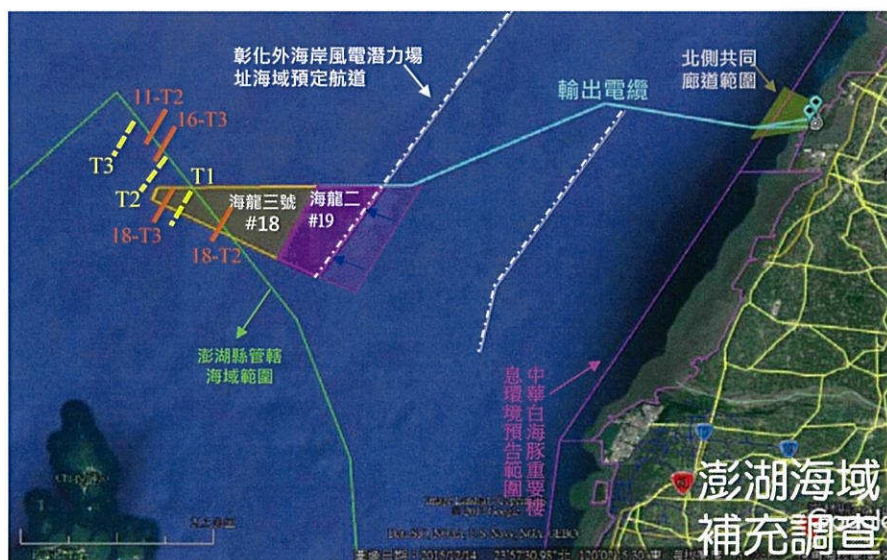 彰化外海岸風電潛力場
址海域預定航道
輸出電纜
北側共同
廊道範圍
11-T2
16-T3
T3
T2
T1
18-T3
18-T2
海龍三號
#18
海龍二
#19
澎湖縣管轄
海域範圍
中華白海豚重要棲
息環境預告範圍
澎湖海域
補充調查